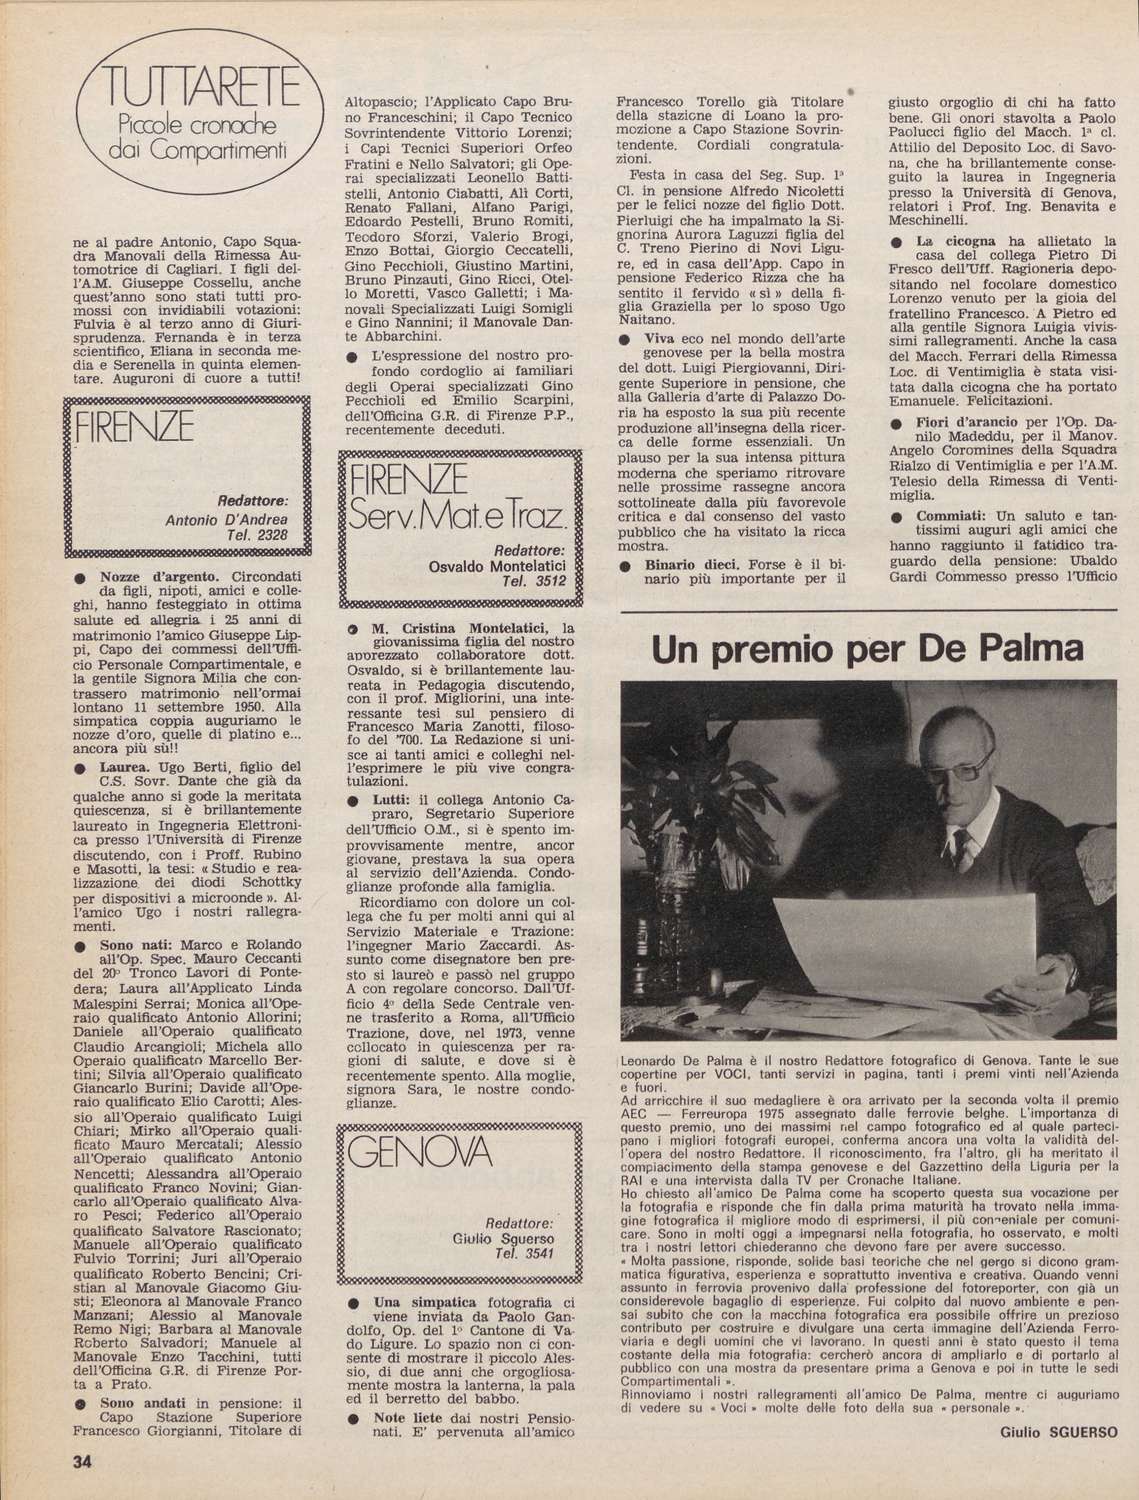 TUTTARETE
Piccole cronache
dai Compartimenti
ne al padre Antonio, Capo Squa-
dra Manovali della Rimessa Au-
tomotrice di Cagliari. I figli del-
l'A.M. Giuseppe Cossellu, anche
quest'anno sono stati tutti pro-
mossi con invidiabili votazioni:
Fulvia è al terzo anno di Giuri-
sprudenza. Fernanda è in terza
scientifico, Eliana in seconda me-
dia e Serenella in quinta elemen-
tare. Auguroni di cuore a tutti!
FIRENZE
Redattore:
Antonio D'Andrea
Tel. 2328
● Nozze d'argento. Circondati
da figli, nipoti, amici e colle-
ghi, hanno festeggiato in ottima
salute ed allegria i 25 anni di
matrimonio l'amico Giuseppe Lip-
pi, Capo dei commessi dell'Uffi-
cio Personale Compartimentale, e
la gentile Signora Milia che con-
trassero matrimonio nell'ormai
lontano 11 settembre 1950. Alla
simpatica coppia auguriamo le
nozze d'oro, quelle di platino e...
ancora più sù!!
● Laurea. Ugo Berti, figlio del
C.S. Sovr. Dante che già da
qualche anno si gode la meritata
quiescenza, si è brillantemente
laureato in Ingegneria Elettroni-
ca presso l'Università di Firenze
discutendo, con i Proff. Rubino
e Masotti, la tesi: « Studio e rea-
lizzazione dei diodi Schottky
per dispositivi a microonde ». Al-
l'amico Ugo i nostri rallegra-
menti.
● Sono nati: Marco e Rolando
all'Op. Spec. Mauro Ceccanti
del 20° Tronco Lavori di Ponte-
dera; Laura all'Applicato Linda
Malespini Serrai; Monica all'Ope-
raio qualificato Antonio Allorini;
Daniele all'Operaio qualificato
Claudio Arcangioli; Michela allo
Operaio qualificato Marcello Ber-
tini; Silvia all'Operaio qualificato
Giancarlo Burini; Davide all'Ope-
raio qualificato Elio Carotti; Ales-
sio all'Operaio qualificato Luigi
Chiari; Mirko all'Operaio quali-
ficato Mauro Mercatali; Alessio
all'Operaio qualificato Antonio
Nencetti; Alessandra all'Operaio
qualificato Franco Novini; Gian-
carlo all'Operaio qualificato Alva-
ro Pesci; Federico all'Operaio
qualificato Salvatore Rascionato;
Manuele all'Operaio qualificato
Fulvio Torrini; Juri all'Operaio
qualificato Roberto Bencini; Cri-
stian al Manovale Giacomo Giu-
sti; Eleonora al Manovale Franco
Manzani; Alessio al Manovale
Remo Nigi; Barbara al Manovale
Roberto Salvadori; Manuele al
Manovale Enzo Tacchini, tutti
dell'Officina G.R. di Firenze Por-
ta a Prato.
● Sono andati in pensione: il
Capo Stazione Superiore
Francesco Giorgianni, Titolare di
Altopascio; l'Applicato Capo Bru-
no Franceschini; il Capo Tecnico
Sovrintendente Vittorio Lorenzi;
i Capi Tecnici Superiori Orfeo
Fratini e Nello Salvatori; gli Ope-
rai specializzati Leonello Batti-
stelli, Antonio Ciabatti, Alì Corti,
Renato Fallani, Alfano Parigi,
Edoardo Pestelli, Bruno Romiti,
Teodoro Sforzi, Valerio Brogi,
Enzo Bottai, Giorgio Ceccatelli,
Gino Pecchioli, Giustino Martini,
Bruno Pinzauti, Gino Ricci, Otel-
lo Moretti, Vasco Galletti; i Ma-
novali Specializzati Luigi Somigli
e Gino Nannini; il Manovale Dan-
te Abbarchini.
● L'espressione del nostro pro-
fondo cordoglio ai familiari
degli Operai specializzati Gino
Pecchioli ed Emilio Scarpini,
dell'Officina G.R. di Firenze P.P.,
recentemente deceduti.
FIRENZE
Serv. Mat. e Traz.
Redattore:
Osvaldo Montelatici
Tel. 3512
● M. Cristina Montelatici, la
giovanissima figlia del nostro
apprezzato collaboratore dott.
Osvaldo, si è brillantemente lau-
reata in Pedagogia discutendo,
con il prof. Migliorini, una inte-
ressante tesi sul pensiero di
Francesco Maria Zanotti, filoso-
fo del '700. La Redazione si uni-
sce ai tanti amici e colleghi nel-
l'esprimere le più vive congra-
tulazioni.
● Lutti: il collega Antonio Ca-
praro, Segretario Superiore
dell'Ufficio O.M., si è spento im-
provvisamente mentre, ancor
giovane, prestava la sua opera
al servizio dell'Azienda. Condo-
glianze profonde alla famiglia.
Ricordiamo con dolore un col-
lega che fu per molti anni qui al
Servizio Materiale e Trazione:
l'ingegner Mario Zaccardi. As-
sunto come disegnatore ben pre-
sto si laureò e passò nel gruppo
A con regolare concorso. Dall'Uf-
ficio 4° della Sede Centrale ven-
ne trasferito a Roma, all'Ufficio
Trazione, dove, nel 1973, venne
collocato in quiescenza per ra-
gioni di salute, e dove si è
recentemente spento. Alla moglie,
signora Sara, le nostre condo-
glianze.
GENOVA
Redattore:
Giulio Sguerso
Tel. 3541
● Una simpatica fotografia ci
viene inviata da Paolo Gan-
dolfo, Op. del 1° Cantone di Va-
do Ligure. Lo spazio non ci con-
sente di mostrare il piccolo Ales-
sio, di due anni che orgogliosa-
mente mostra la lanterna, la pala
ed il berretto del babbo.
● Note liete dai nostri Pensio-
nati. E' pervenuta all'amico
Francesco Torello già Titolare
della stazione di Loano la pro-
mozione a Capo Stazione Sovrin-
tendente. Cordiali congratula-
zioni.
Festa in casa del Seg. Sup. 1ª
Cl. in pensione Alfredo Nicoletti
per le felici nozze del figlio Dott.
Pierluigi che ha impalmato la Si-
gnorina Aurora Laguzzi figlia del
C. Treno Pierino di Novi Ligu-
re, ed in casa dell'App. Capo in
pensione Federico Rizza che ha
sentito il fervido « sì » della fi-
glia Graziella per lo sposo Ugo
Naitano.
● Viva eco nel mondo dell'arte
genovese per la bella mostra
del dott. Luigi Piergiovanni, Diri-
gente Superiore in pensione, che
alla Galleria d'arte di Palazzo Do-
ria ha esposto la sua più recente
produzione all'insegna della ricer-
ca delle forme essenziali. Un
plauso per la sua intensa pittura
moderna che speriamo ritrovare
nelle prossime rassegne ancora
sottolineate dalla più favorevole
critica e dal consenso del vasto
pubblico che ha visitato la ricca
mostra.
● Binario dieci. Forse è il bi-
nario più importante per il
giusto orgoglio di chi ha fatto
bene. Gli onori stavolta a Paolo
Paolucci figlio del Macch. 1ª cl.
Attilio del Deposito Loc. di Savo-
na, che ha brillantemente conse-
guito la laurea in Ingegneria
presso la Università di Genova,
relatori i Prof. Ing. Benavita e
Meschinelli.
● La cicogna ha allietato la
casa del collega Pietro Di
Fresco dell'Uff. Ragioneria depo-
sitando nel focolare domestico
Lorenzo venuto per la gioia del
fratellino Francesco. A Pietro ed
alla gentile Signora Luigia vivis-
simi rallegramenti. Anche la casa
del Macch. Ferrari della Rimessa
Loc. di Ventimiglia è stata visi-
tata dalla cicogna che ha portato
Emanuele. Felicitazioni.
● Fiori d'arancio per l'Op. Da-
nilo Madeddu, per il Manov.
Angelo Coromines della Squadra
Rialzo di Ventimiglia e per l'A.M.
Telesio della Rimessa di Venti-
miglia.
● Commiati: Un saluto e tan-
tissimi auguri agli amici che
hanno raggiunto il fatidico tra-
guardo della pensione: Ubaldo
Gardi Commesso presso l'Ufficio
Un premio per De Palma
Leonardo De Palma è il nostro Redattore fotografico di Genova. Tante le sue
copertine per VOCI, tanti servizi in pagina, tanti i premi vinti nell'Azienda
e fuori.
Ad arricchire il suo medagliere è ora arrivato per la seconda volta il premio
AEC — Ferreuropa 1975 assegnato dalle ferrovie belghe. L'importanza di
questo premio, uno dei massimi nel campo fotografico ed al quale parteci-
pano i migliori fotografi europei, conferma ancora una volta la validità del-
l'opera del nostro Redattore. Il riconoscimento, fra l'altro, gli ha meritato il
compiacimento della stampa genovese e del Gazzettino della Liguria per la
RAI e una intervista dalla TV per Cronache Italiane.
Ho chiesto all'amico De Palma come ha scoperto questa sua vocazione per
la fotografia e risponde che fin dalla prima maturità ha trovato nella imma-
gine fotografica il migliore modo di esprimersi, il più congeniale per comuni-
care. Sono in molti oggi a impegnarsi nella fotografia, ho osservato, e molti
tra i nostri lettori chiederanno che devono fare per avere successo.
« Molta passione, risponde, solide basi teoriche che nel gergo si dicono gram-
matica figurativa, esperienza e soprattutto inventiva e creativa. Quando venni
assunto in ferrovia provenivo dalla professione del fotoreporter, con già un
considerevole bagaglio di esperienze. Fui colpito dal nuovo ambiente e pen-
sai subito che con la macchina fotografica era possibile offrire un prezioso
contributo per costruire e divulgare una certa immagine dell'Azienda Ferro-
viaria e degli uomini che vi lavorano. In questi anni è stato questo il tema
costante della mia fotografia: cercherò ancora di ampliarlo e di portarlo al
pubblico con una mostra da presentare prima a Genova e poi in tutte le sedi
Compartimentali ».
Rinnoviamo i nostri rallegramenti all'amico De Palma, mentre ci auguriamo
di vedere su « Voci » molte delle foto della sua « personale ».
Giulio SGUERSO
34